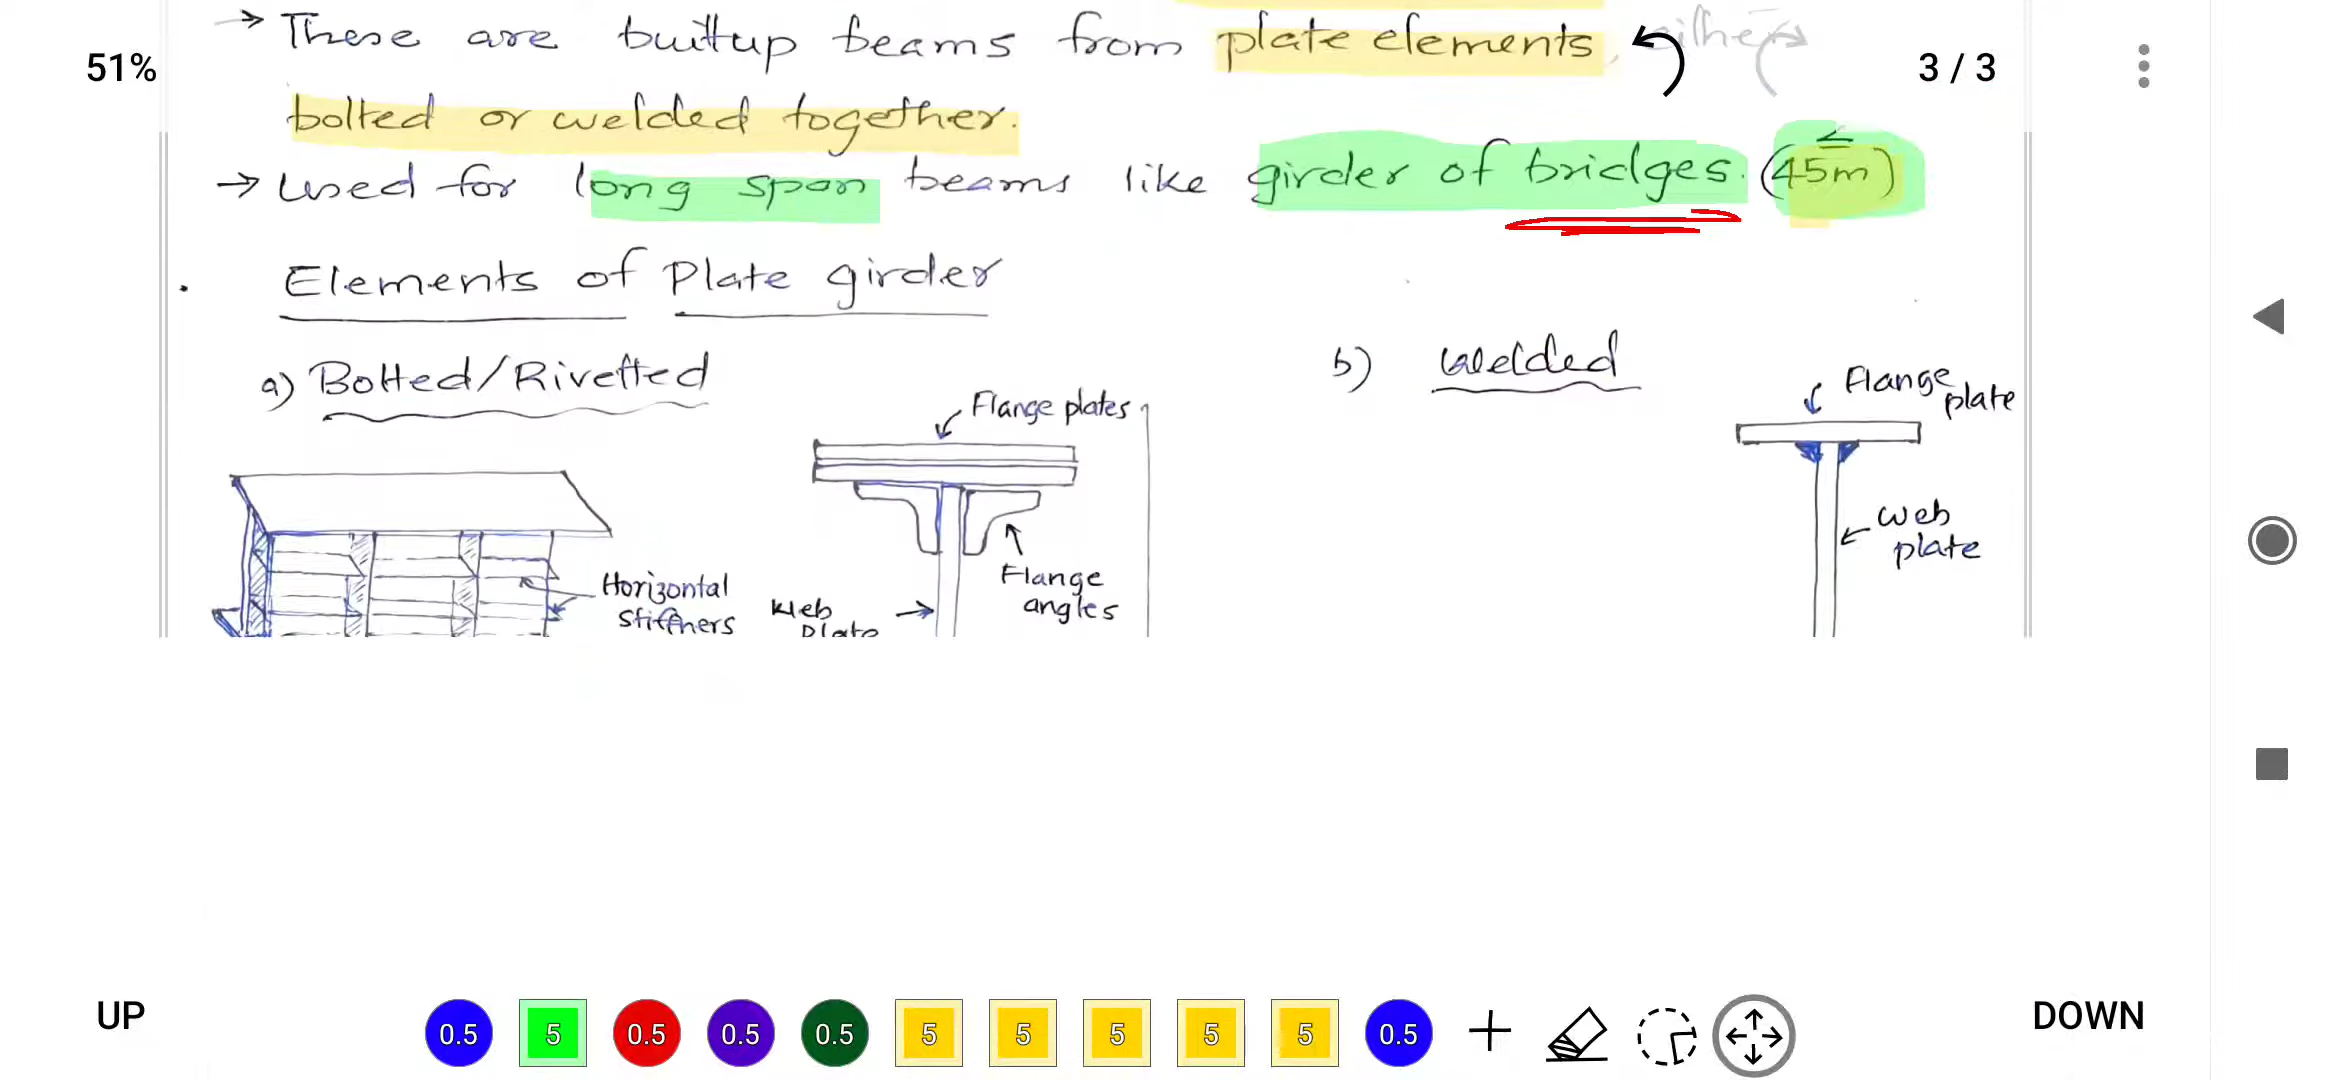 → These are builtup beams from plate elements, either
51%
3 / 3
bolted or welded together.
→ Used for long span beams like girder of bridges. (45m)
Elements of Plate girder
a) Bolted/Rivetted
b) Welded
Flange plates
Flange plate
Web plate
Horizontal stiffners
Flange angles
Web plate
UP
0.5 5 0.5 0.5 0.5 5 5 5 5 5 0.5
DOWN